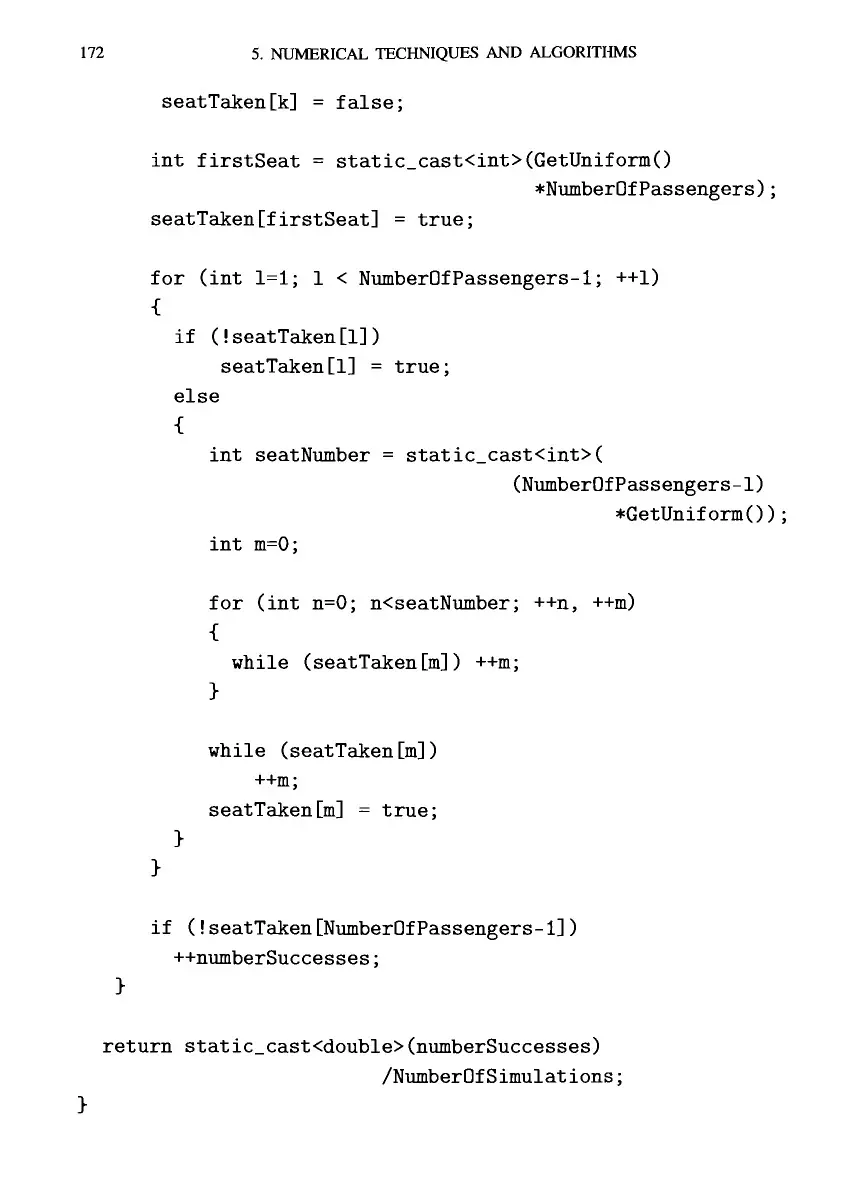 172 5. NUMERICAL TECHNIQUES AND ALGORITHMS
seatTaken[k] = false;
int firstSeat = static_cast<int>(GetUniform()
*NumberOfPassengers);
seatTaken[firstSeat] = true;
for (int l=1; l < NumberOfPassengers-1; ++l)
{
if (!seatTaken[l])
seatTaken[l] = true;
else
{
int seatNumber = static_cast<int>(
(NumberOfPassengers-l)
*GetUniform());
int m=0;
for (int n=0; n<seatNumber; ++n, ++m)
{
while (seatTaken[m]) ++m;
}
while (seatTaken[m])
++m;
seatTaken[m] = true;
}
}
if (!seatTaken[NumberOfPassengers-1])
++numberSuccesses;
}
return static_cast<double>(numberSuccesses)
/NumberOfSimulations;
}